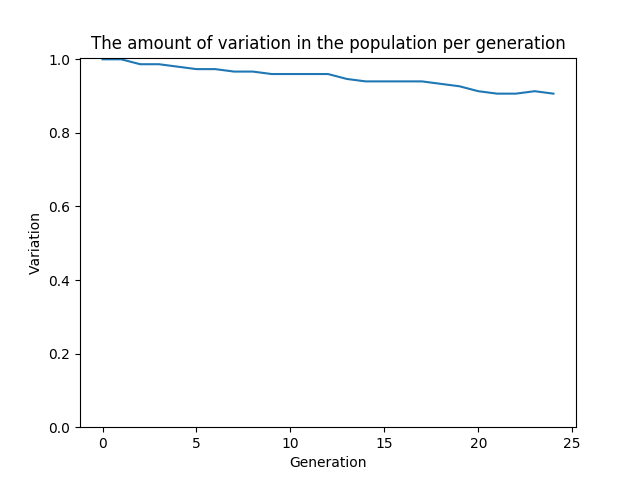 The amount of variation in the population per generation
1.0
0.8
0.6
0.4
0.2
0.0
Variation
0 5 10 15 20 25
Generation